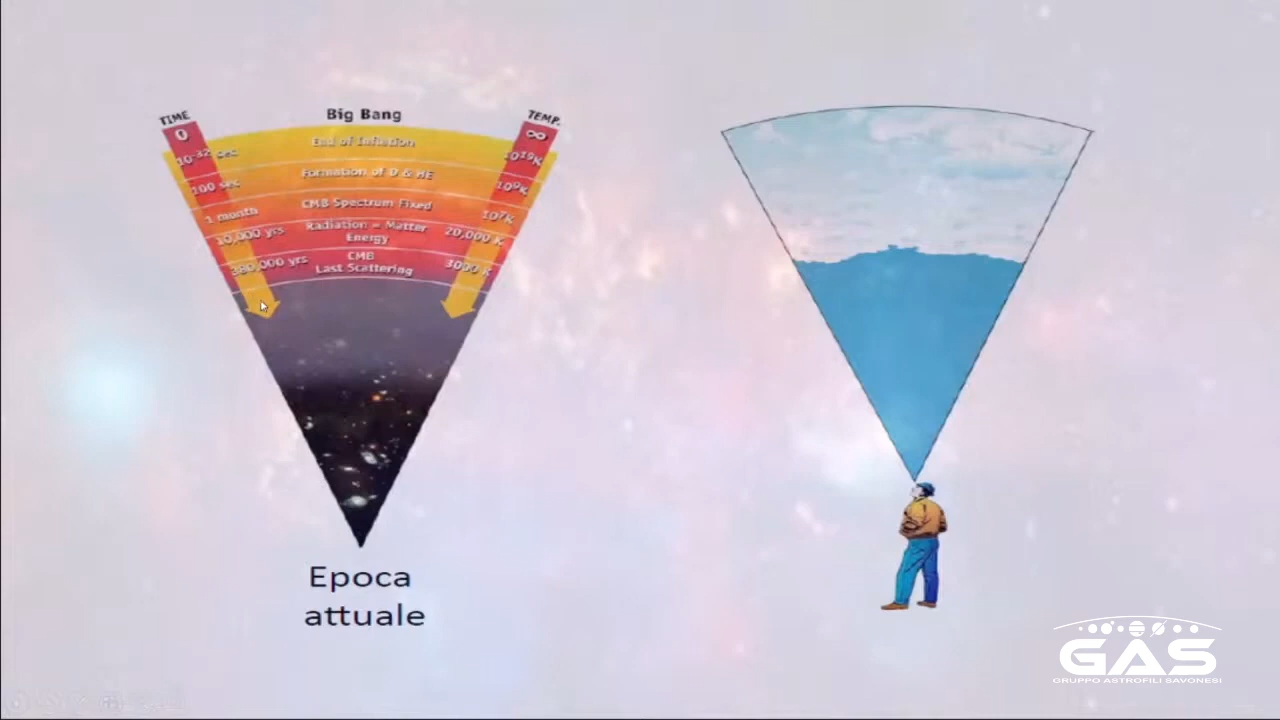 TIME
Big Bang
TEMP.
0
End of Inflation
∞
10-32 sec
10¹⁹K
100 sec
Formation of D & HE
10⁹K
1 month
CMB Spectrum Fixed
10⁷K
10,000 yrs
Radiation = Matter
Energy
20,000 K
380,000 yrs
CMB
Last Scattering
3000 K
Epoca
attuale
GAS
GRUPPO ASTROFILI SAVONESI